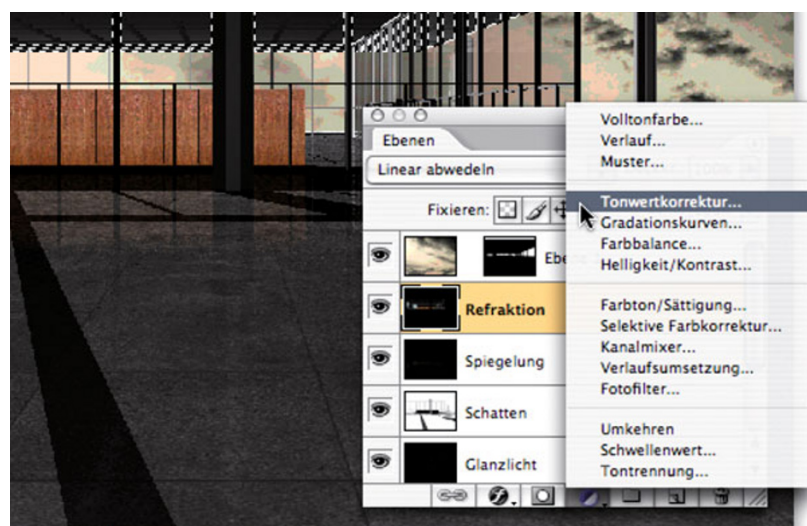 Ebenen
Linear abwedeln
Fixieren:
Refraktion
Spiegelung
Schatten
Glanzlicht
Volltonfarbe...
Verlauf...
Muster...
Tonwertkorrektur...
Gradationskurven...
Farbbalance...
Helligkeit/Kontrast...
Farbton/Sättigung...
Selektive Farbkorrektur...
Kanalmixer...
Verlaufsumsetzung...
Fotofilter...
Umkehren
Schwellenwert...
Tontrennung...